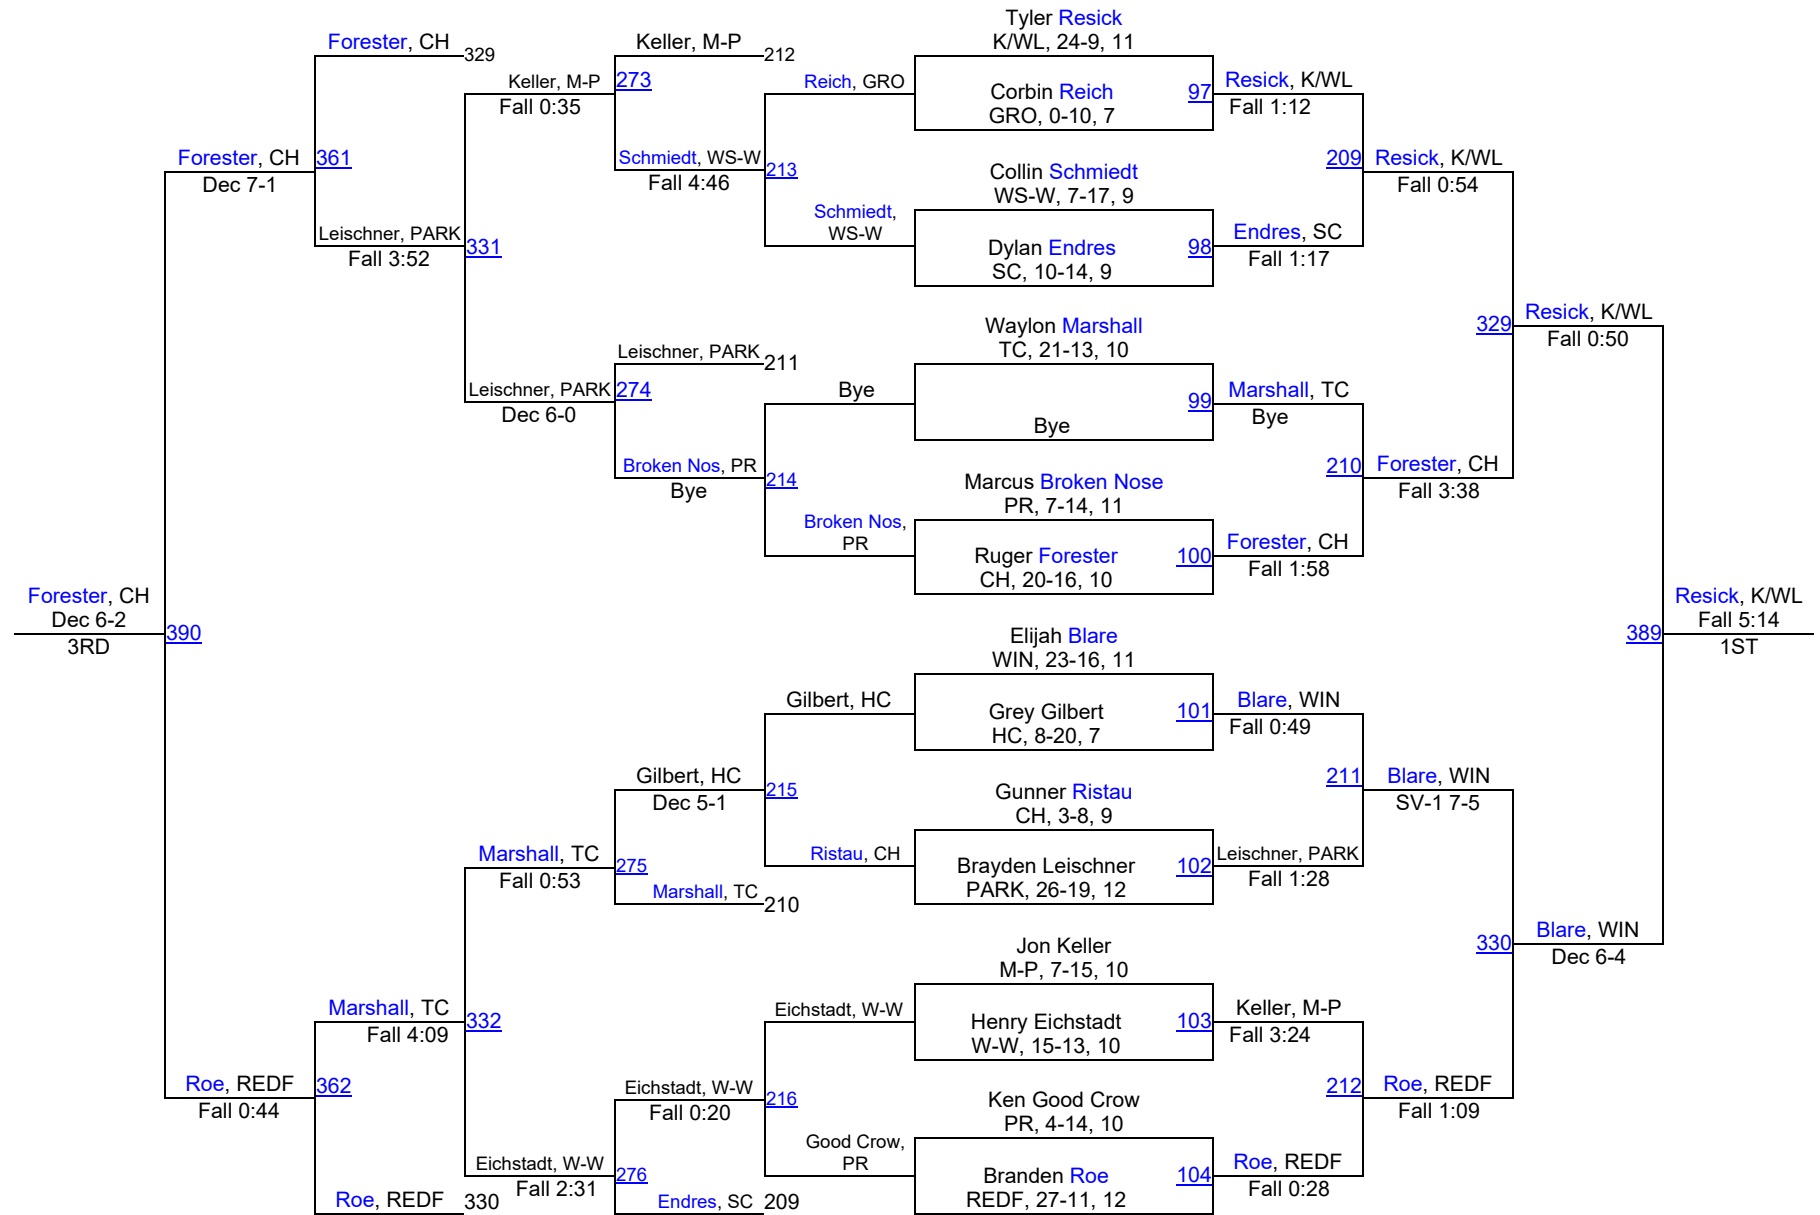 Tyler Resick
K/WL, 24-9, 11
Forester, CH
329
Keller, M-P
212
Keller, M-P
273
Fall 0:35
Reich, GRO
Corbin Reich
GRO, 0-10, 7
97
Resick, K/WL
Fall 1:12
Forester, CH
361
Dec 7-1
Schmiedt, WS-W
213
Fall 4:46
Collin Schmiedt
WS-W, 7-17, 9
209
Resick, K/WL
Fall 0:54
Leischner, PARK
331
Fall 3:52
Schmiedt,
WS-W
Dylan Endres
SC, 10-14, 9
98
Endres, SC
Fall 1:17
Waylon Marshall
TC, 21-13, 10
329
Resick, K/WL
Fall 0:50
Leischner, PARK
211
Leischner, PARK
274
Dec 6-0
Bye
Bye
99
Marshall, TC
Bye
Broken Nos, PR
214
Bye
Marcus Broken Nose
PR, 7-14, 11
210
Forester, CH
Fall 3:38
Broken Nos,
PR
Ruger Forester
CH, 20-16, 10
100
Forester, CH
Fall 1:58
Forester, CH
Dec 6-2
3RD
390
Elijah Blare
WIN, 23-16, 11
389
Resick, K/WL
Fall 5:14
1ST
Gilbert, HC
Grey Gilbert
HC, 8-20, 7
101
Blare, WIN
Fall 0:49
Gilbert, HC
Dec 5-1
215
Gunner Ristau
CH, 3-8, 9
211
Blare, WIN
SV-1 7-5
Marshall, TC
Fall 0:53
275
Marshall, TC
210
Ristau, CH
Brayden Leischner
PARK, 26-19, 12
102
Leischner, PARK
Fall 1:28
Jon Keller
M-P, 7-15, 10
330
Blare, WIN
Dec 6-4
Marshall, TC
Fall 4:09
332
Eichstadt, W-W
Henry Eichstadt
W-W, 15-13, 10
103
Keller, M-P
Fall 3:24
Roe, REDF
Fall 0:44
362
Eichstadt, W-W
Fall 0:20
216
Ken Good Crow
PR, 4-14, 10
212
Roe, REDF
Fall 1:09
Eichstadt, W-W
Fall 2:31
276
Good Crow,
PR
Branden Roe
REDF, 27-11, 12
104
Roe, REDF
Fall 0:28
Roe, REDF
330
Endres, SC
209